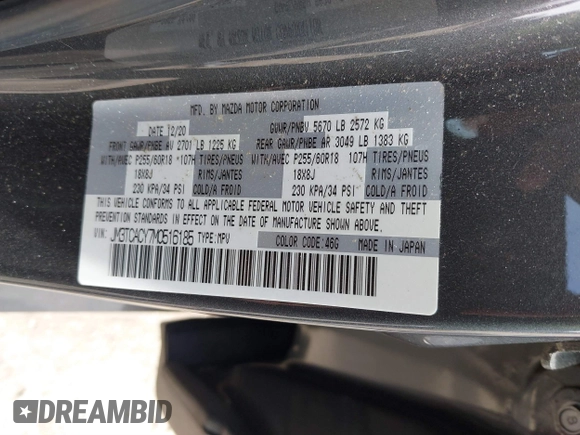 MFD. BY MAZDA MOTOR CORPORATION
DATE 12/20 GVWR/PNBV 5670 LB 2572 KG
FRONT GAWR/PNBE AV 2701 LB 1225 KG REAR GAWR/PNBE AR 3049 LB 1383 KG
WITH/AVEC P255/60R18 107H TIRES/PNEUS WITH/AVEC P255/60R18 107H TIRES/PNEUS
18X8J RIMS/JANTES 18X8J RIMS/JANTES
230 KPA/34 PSI COLD/A FROID 230 KPA/34 PSI COLD/A FROID
THIS VEHICLE CONFORMS TO ALL APPLICABLE FEDERAL MOTOR VEHICLE SAFETY AND THEFT
PREVENTION STANDARDS IN EFFECT ON THE DATE OF MANUFACTURE SHOWN ABOVE.
VIN: JM3TCACY7M0516185 TYPE:MPV COLOR CODE:46G MADE IN JAPAN
DREAMBID